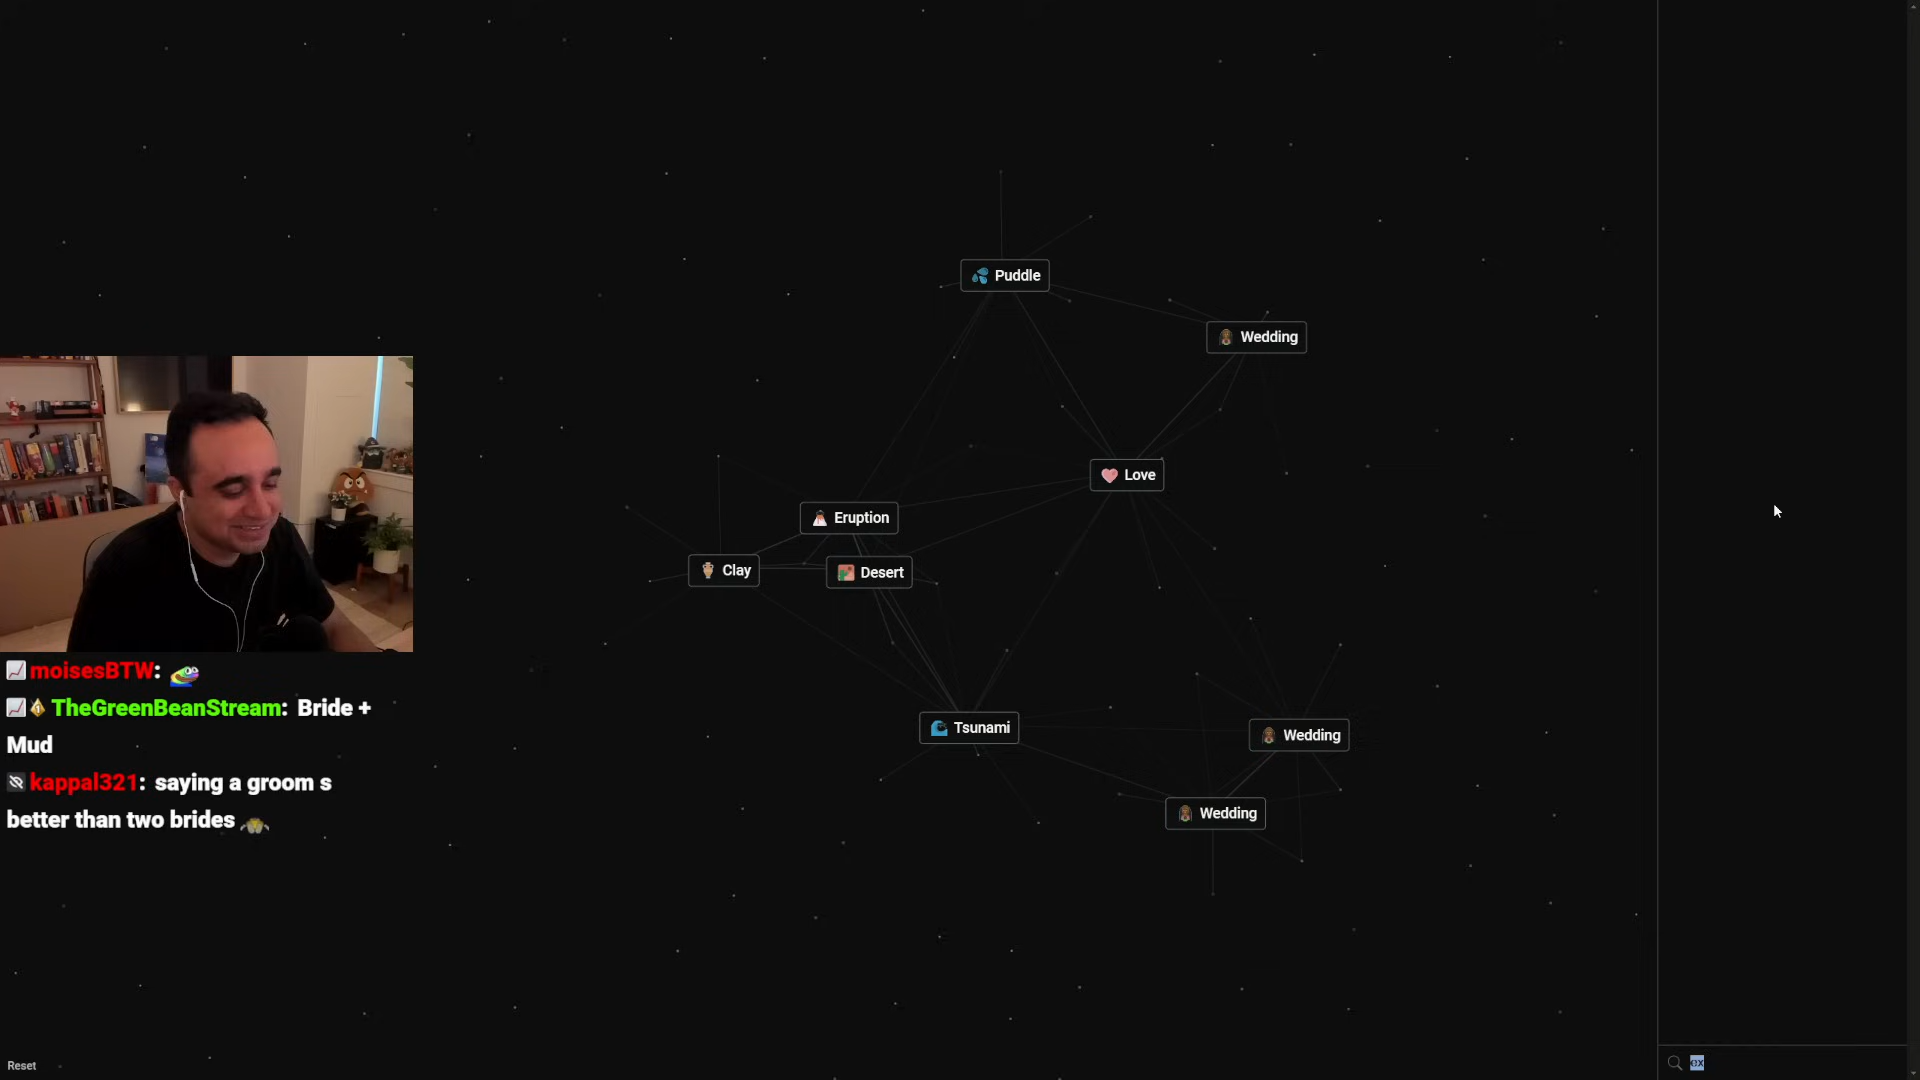 Puddle
Wedding
Love
Eruption
Clay
Desert
moisesBTW:
TheGreenBeanStream: Bride +
Mud
Tsunami
Wedding
kappal321: saying a groom s
better than two brides
Wedding
Reset
ex